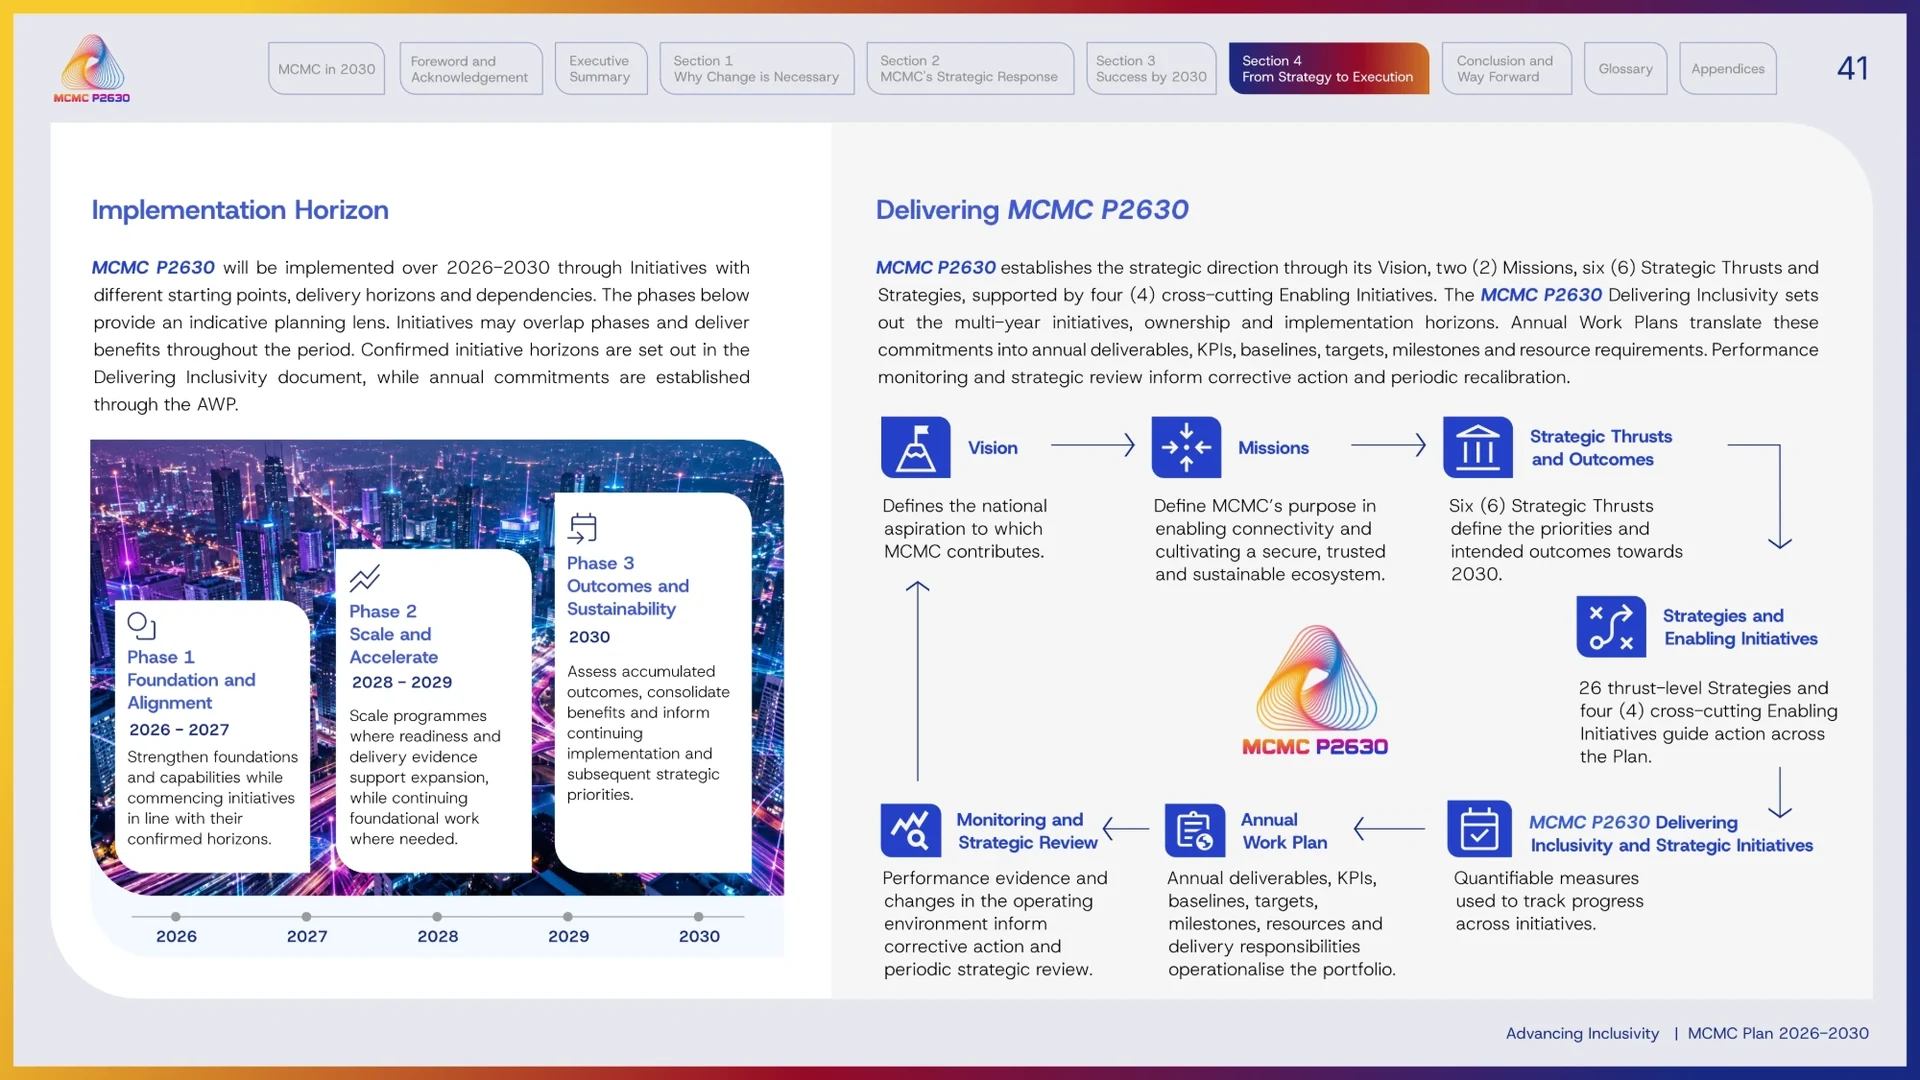 MCMC P2630
MCMC in 2030
Foreword and
Acknowledgement
Executive
Summary
Section 1
Why Change is Necessary
Section 2
MCMC's Strategic Response
Section 3
Success by 2030
Section 4
From Strategy to Execution
Conclusion and
Way Forward
Glossary
Appendices
41
Implementation Horizon
MCMC P2630 will be implemented over 2026–2030 through Initiatives with
different starting points, delivery horizons and dependencies. The phases below
provide an indicative planning lens. Initiatives may overlap phases and deliver
benefits throughout the period. Confirmed initiative horizons are set out in the
Delivering Inclusivity document, while annual commitments are established
through the AWP.
Phase 1
Foundation and
Alignment
2026 – 2027
Strengthen foundations
and capabilities while
commencing initiatives
in line with their
confirmed horizons.
Phase 2
Scale and
Accelerate
2028 – 2029
Scale programmes
where readiness and
delivery evidence
support expansion,
while continuing
foundational work
where needed.
Phase 3
Outcomes and
Sustainability
2030
Assess accumulated
outcomes, consolidate
benefits and inform
continuing
implementation and
subsequent strategic
priorities.
2026
2027
2028
2029
2030
Delivering MCMC P2630
MCMC P2630 establishes the strategic direction through its Vision, two (2) Missions, six (6) Strategic Thrusts and
Strategies, supported by four (4) cross-cutting Enabling Initiatives. The MCMC P2630 Delivering Inclusivity sets
out the multi-year initiatives, ownership and implementation horizons. Annual Work Plans translate these
commitments into annual deliverables, KPIs, baselines, targets, milestones and resource requirements. Performance
monitoring and strategic review inform corrective action and periodic recalibration.
Vision
Defines the national
aspiration to which
MCMC contributes.
Missions
Define MCMC's purpose in
enabling connectivity and
cultivating a secure, trusted
and sustainable ecosystem.
Strategic Thrusts
and Outcomes
Six (6) Strategic Thrusts
define the priorities and
intended outcomes towards
2030.
Strategies and
Enabling Initiatives
26 thrust-level Strategies and
four (4) cross-cutting Enabling
Initiatives guide action across
the Plan.
MCMC P2630
MCMC P2630 Delivering
Inclusivity and Strategic Initiatives
Quantifiable measures
used to track progress
across initiatives.
Annual
Work Plan
Annual deliverables, KPIs,
baselines, targets,
milestones, resources and
delivery responsibilities
operationalise the portfolio.
Monitoring and
Strategic Review
Performance evidence and
changes in the operating
environment inform
corrective action and
periodic strategic review.
Advancing Inclusivity | MCMC Plan 2026–2030